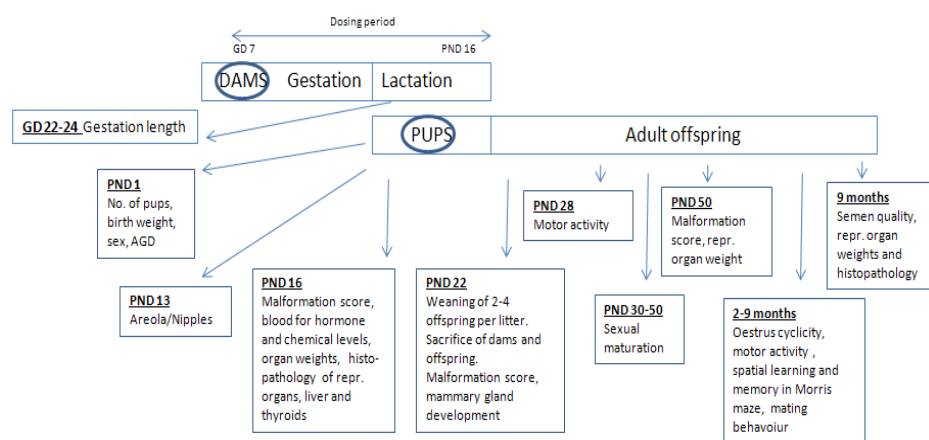 Dosing period
GD 7
PND 16
DAMS Gestation Lactation
GD22-24 Gestation length
PUPS Adult offspring
PND 1
No. of pups,
birth weight,
sex, AGD
PND 13
Areola/Nipples
PND 16
Malformation score,
blood for hormone
and chemical levels,
organ weights, histo-
pathology of repr.
organs, liver and
thyroids
PND 22
Weaning of 2-4
offspring per litter.
Sacrifice of dams and
offspring.
Malformation score,
mammary gland
development
PND 28
Motor activity
PND 30-50
Sexual
maturation
PND 50
Malformation
score, repr.
organ weight
2-9 months
Oestrus cyclicity,
motor activity ,
spatial learning and
memory in Morris
maze, mating
behavoiur
9 months
Semen quality,
repr. organ
weights and
histopathology